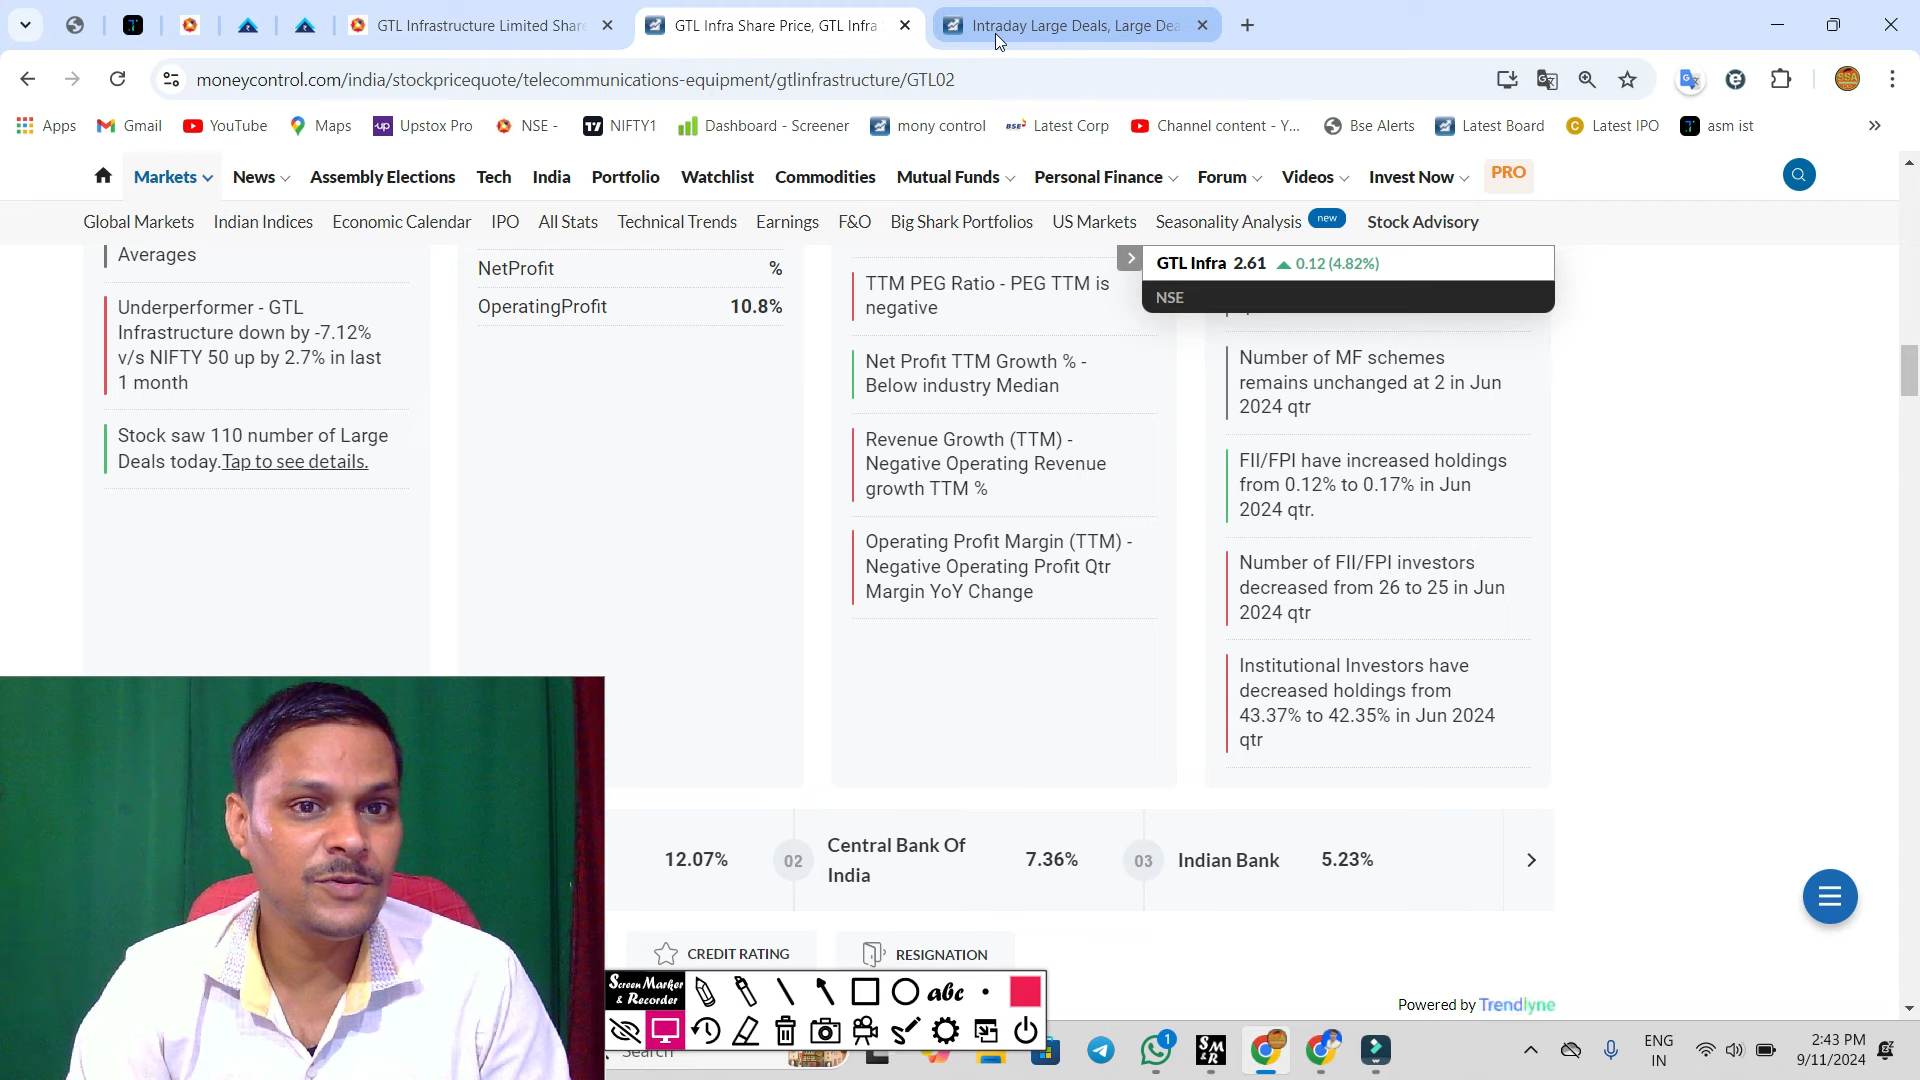 GTL Infrastructure Limited Share
GTL Infra Share Price, GTL Infra
Intraday Large Deals, Large Dea
moneycontrol.com/india/stockpricequote/telecommunications-equipment/gtlinfrastructure/GTL02
Apps
Gmail
YouTube
Maps
up Upstox Pro
NSE -
NIFTY1
Dashboard - Screener
mony control
BSE Latest Corp
Channel content - Y...
Bse Alerts
Latest Board
Latest IPO
asm ist
Markets
News
Assembly Elections
Tech
India
Portfolio
Watchlist
Commodities
Mutual Funds
Personal Finance
Forum
Videos
Invest Now
PRO
Global Markets
Indian Indices
Economic Calendar
IPO
All Stats
Technical Trends
Earnings
F&O
Big Shark Portfolios
US Markets
Seasonality Analysis
new
Stock Advisory
Averages
Underperformer - GTL
Infrastructure down by -7.12%
v/s NIFTY 50 up by 2.7% in last
1 month
Stock saw 110 number of Large
Deals today.Tap to see details.
NetProfit %
OperatingProfit 10.8%
TTM PEG Ratio - PEG TTM is
negative
Net Profit TTM Growth % -
Below industry Median
Revenue Growth (TTM) -
Negative Operating Revenue
growth TTM %
Operating Profit Margin (TTM) -
Negative Operating Profit Qtr
Margin YoY Change
GTL Infra 2.61 0.12 (4.82%)
NSE
Number of MF schemes
remains unchanged at 2 in Jun
2024 qtr
FII/FPI have increased holdings
from 0.12% to 0.17% in Jun
2024 qtr.
Number of FII/FPI investors
decreased from 26 to 25 in Jun
2024 qtr
Institutional Investors have
decreased holdings from
43.37% to 42.35% in Jun 2024
qtr
12.07%
02 Central Bank Of
India 7.36%
03 Indian Bank 5.23%
CREDIT RATING
RESIGNATION
Powered by Trendlyne
Screen Marker
& Recorder
abc
Search
1
SM
&R
ENG
IN
2:43 PM
9/11/2024